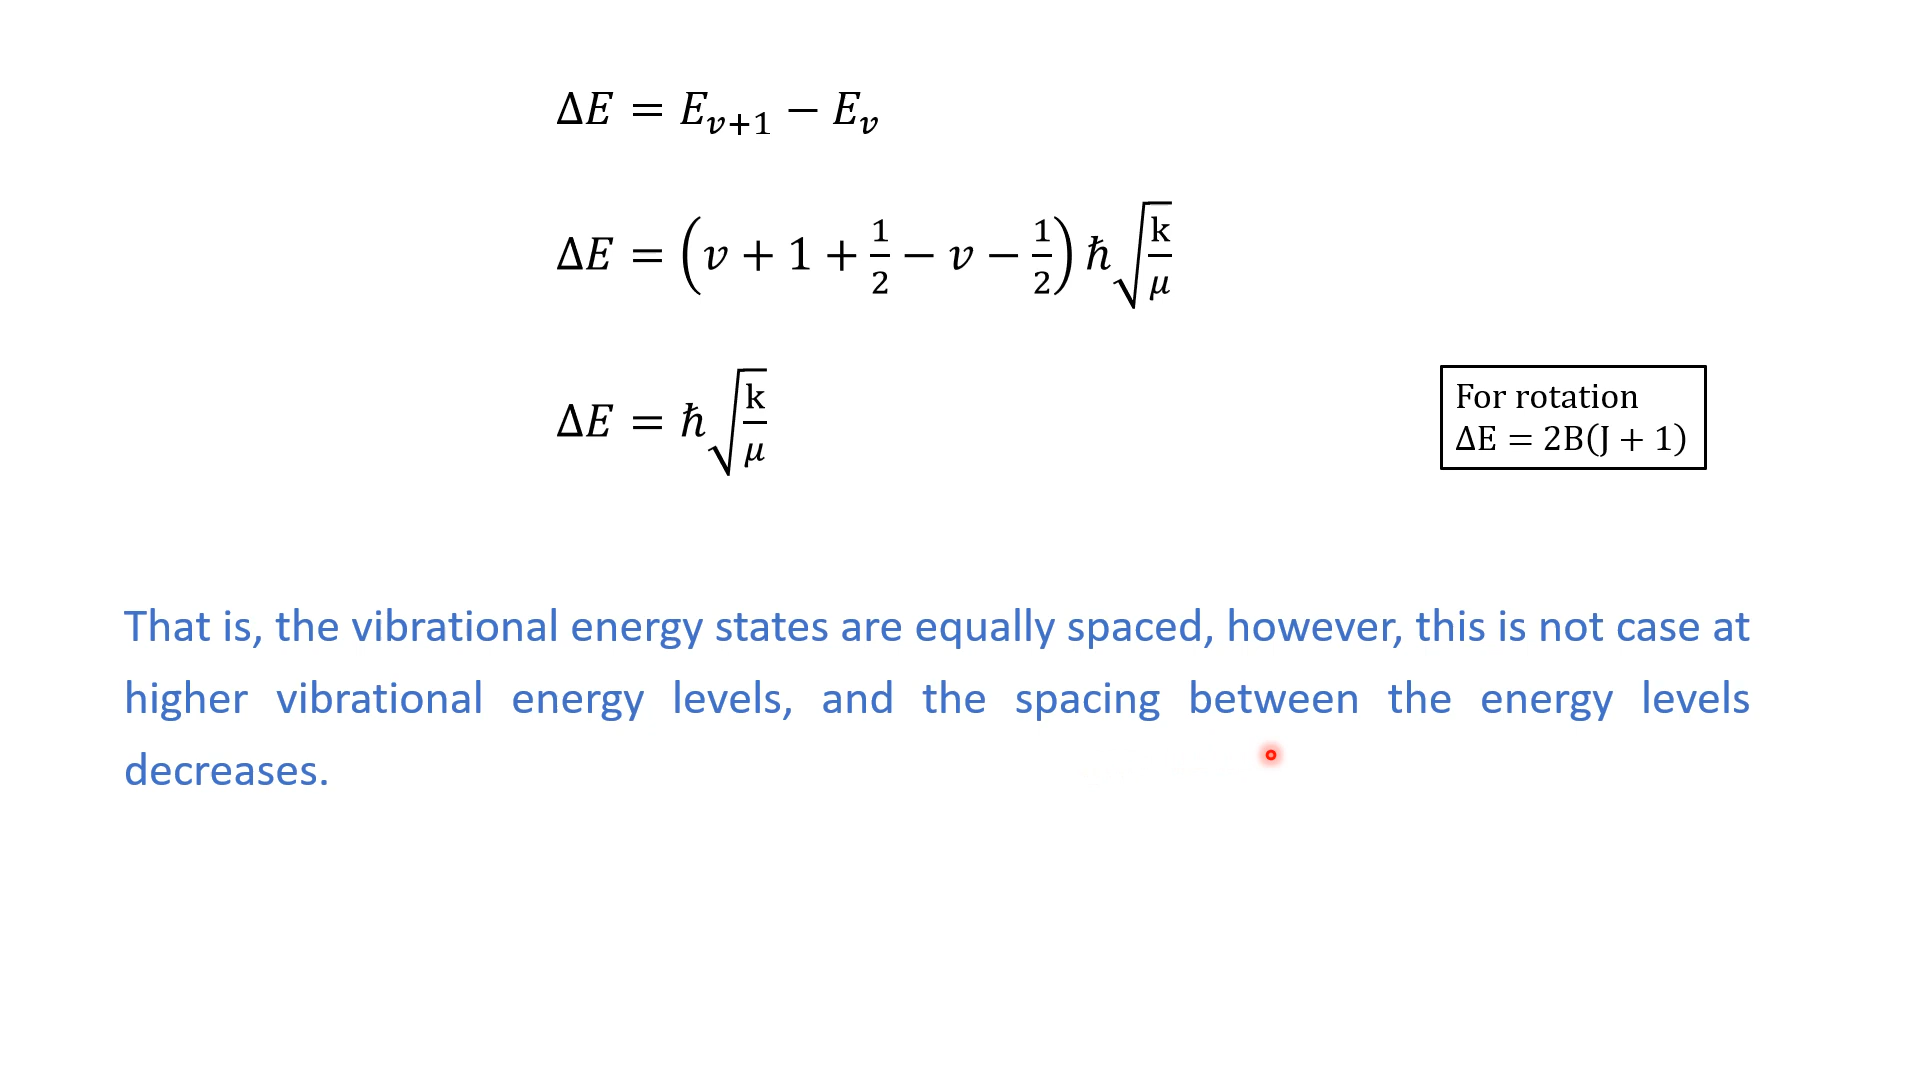 ΔE = E_{v+1} − E_v
ΔE = (v + 1 + 1/2 − v − 1/2) ℏ√(k/μ)
ΔE = ℏ√(k/μ)
For rotation
ΔE = 2B(J + 1)
That is, the vibrational energy states are equally spaced, however, this is not case at
higher vibrational energy levels, and the spacing between the energy levels
decreases.